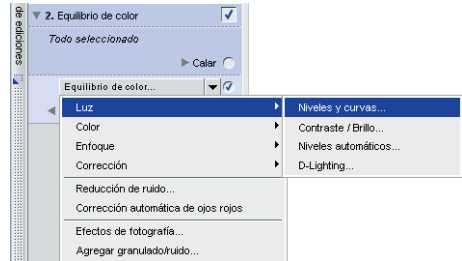 de ediciones
2. Equilibrio de color
Todo seleccionado
Calar
Equilibrio de color...
Luz
Color
Enfoque
Corrección
Reducción de ruido...
Corrección automática de ojos rojos
Efectos de fotografía...
Agregar granulado/ruido...
Niveles y curvas...
Contraste / Brillo...
Niveles automáticos...
D-Lighting...